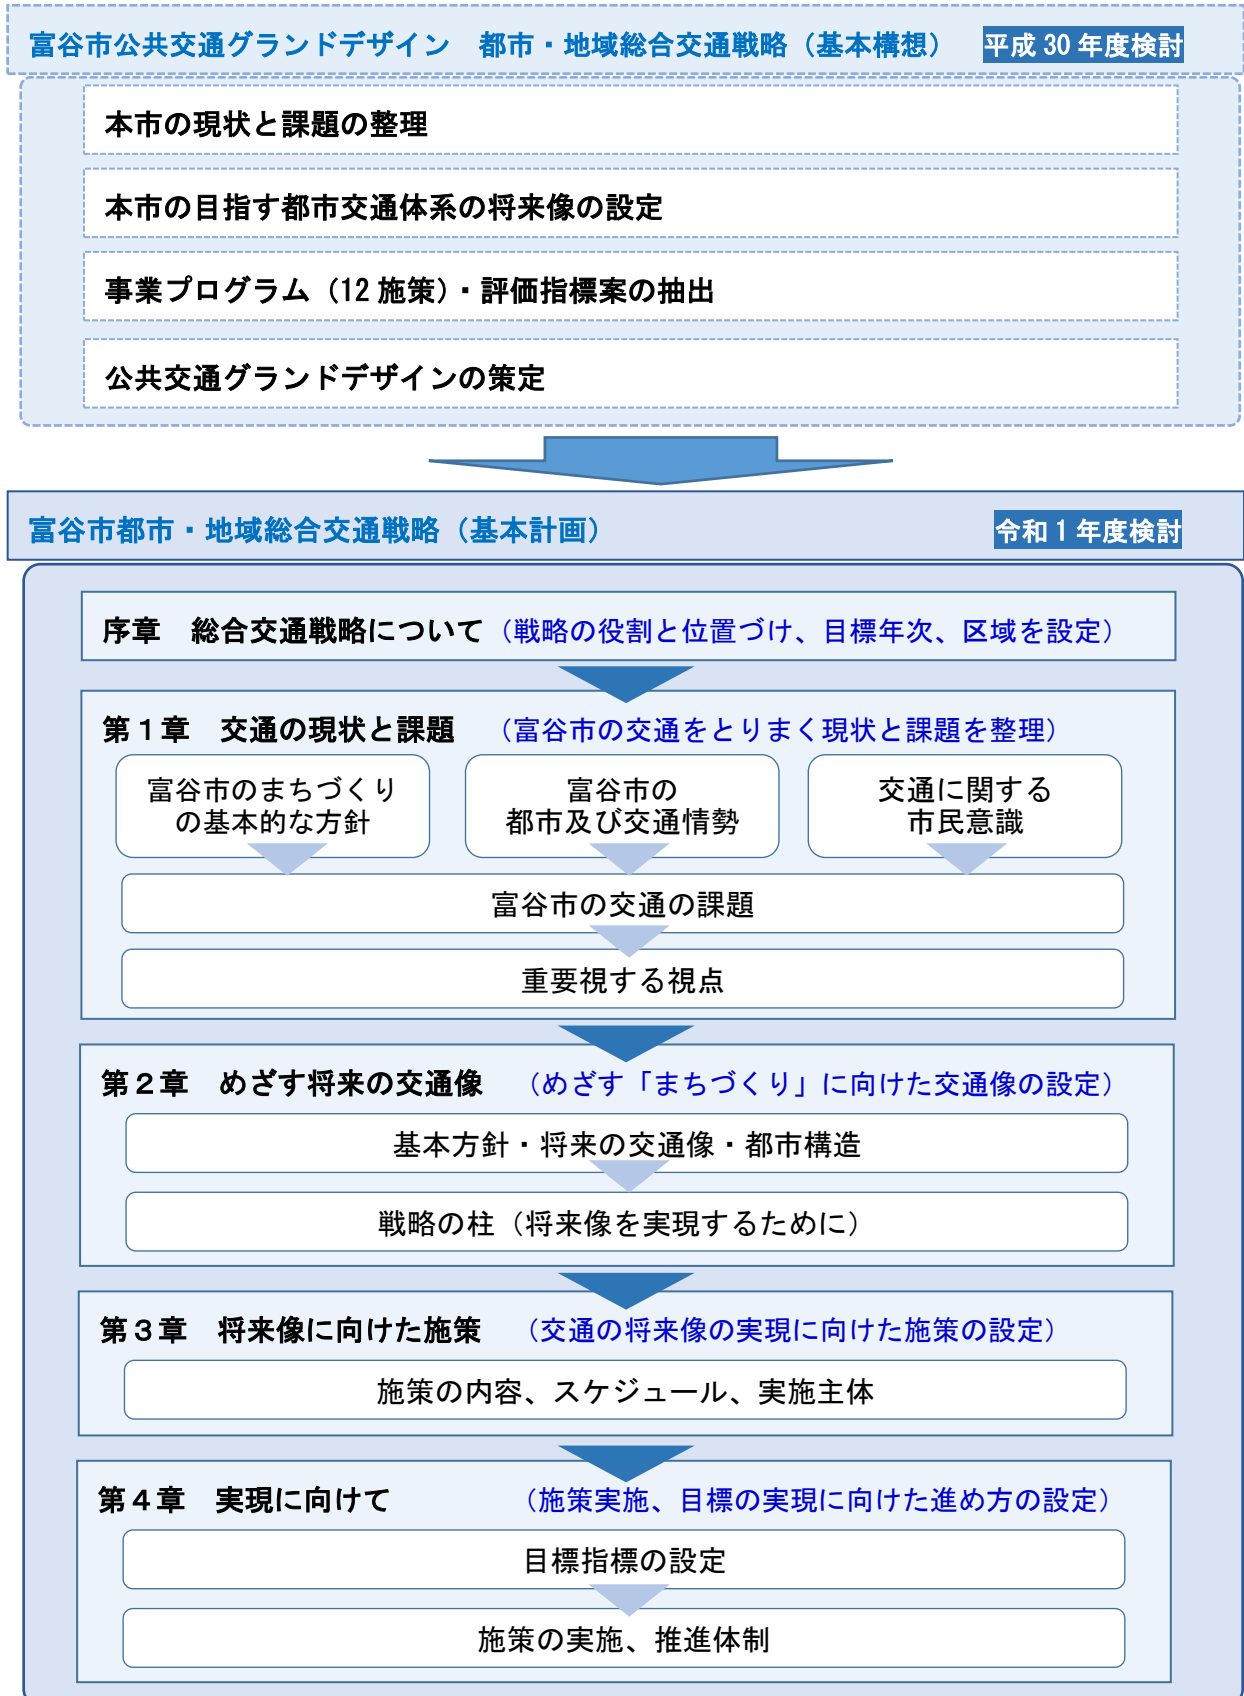 富谷市公共交通グランドデザイン　都市・地域総合交通戦略（基本構想）　平成 30 年度検討
本市の現状と課題の整理
本市の目指す都市交通体系の将来像の設定
事業プログラム（12 施策）・評価指標案の抽出
公共交通グランドデザインの策定
富谷市都市・地域総合交通戦略（基本計画）　令和 1 年度検討
序章　総合交通戦略について（戦略の役割と位置づけ、目標年次、区域を設定）
第１章　交通の現状と課題　（富谷市の交通をとりまく現状と課題を整理）
富谷市のまちづくり
の基本的な方針
富谷市の
都市及び交通情勢
交通に関する
市民意識
富谷市の交通の課題
重要視する視点
第２章　めざす将来の交通像　（めざす「まちづくり」に向けた交通像の設定）
基本方針・将来の交通像・都市構造
戦略の柱（将来像を実現するために）
第３章　将来像に向けた施策　（交通の将来像の実現に向けた施策の設定）
施策の内容、スケジュール、実施主体
第４章　実現に向けて　（施策実施、目標の実現に向けた進め方の設定）
目標指標の設定
施策の実施、推進体制